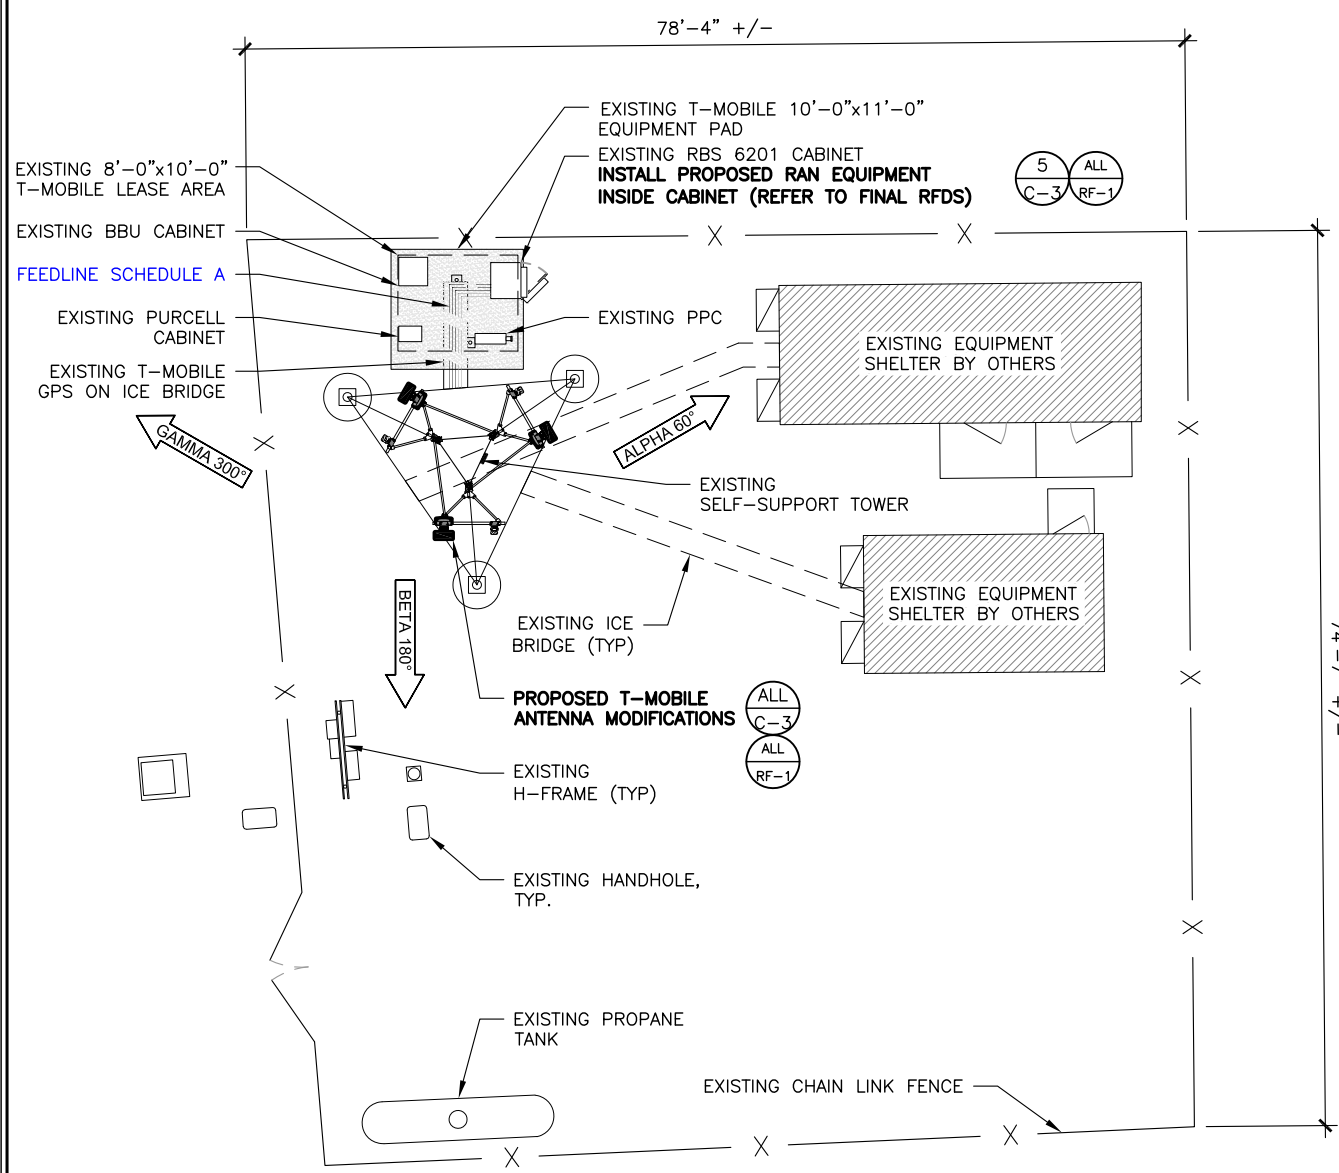 78'-4" +/-
EXISTING T-MOBILE 10'-0"x11'-0"
EQUIPMENT PAD
EXISTING RBS 6201 CABINET
INSTALL PROPOSED RAN EQUIPMENT
INSIDE CABINET (REFER TO FINAL RFDS)
5
C-3
ALL
RF-1
EXISTING 8'-0"x10'-0"
T-MOBILE LEASE AREA
EXISTING BBU CABINET
FEEDLINE SCHEDULE A
EXISTING PURCELL
CABINET
EXISTING T-MOBILE
GPS ON ICE BRIDGE
EXISTING PPC
EXISTING EQUIPMENT
SHELTER BY OTHERS
GAMMA 300°
ALPHA 60°
EXISTING
SELF-SUPPORT TOWER
EXISTING EQUIPMENT
SHELTER BY OTHERS
BETA 180°
EXISTING ICE
BRIDGE (TYP)
PROPOSED T-MOBILE
ANTENNA MODIFICATIONS
ALL
C-3
ALL
RF-1
EXISTING
H-FRAME (TYP)
EXISTING HANDHOLE,
TYP.
EXISTING PROPANE
TANK
EXISTING CHAIN LINK FENCE